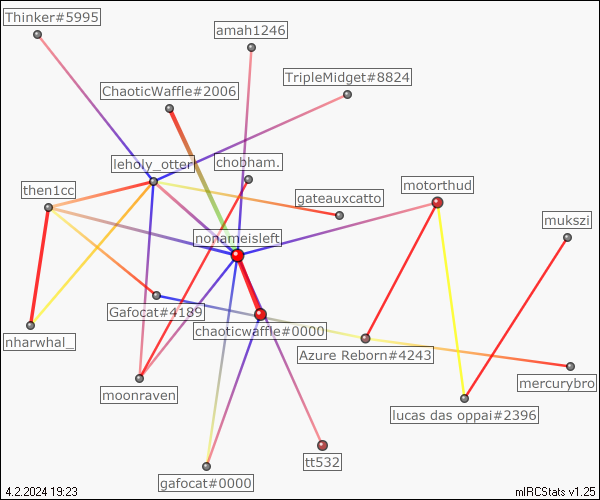 Thinker#5995
amah1246
TripleMidget#8824
ChaoticWaffle#2006
leholy_otter
chobham.
then1cc
gateauxcatto
motorthud
mukszi
nonameisleft
Gafocat#4189
chaoticwaffle#0000
nharwhal_
Azure Reborn#4243
moonraven
mercurybro
lucas das oppai#2396
tt532
gafocat#0000
4.2.2024 19:23
mIRCStats v1.25